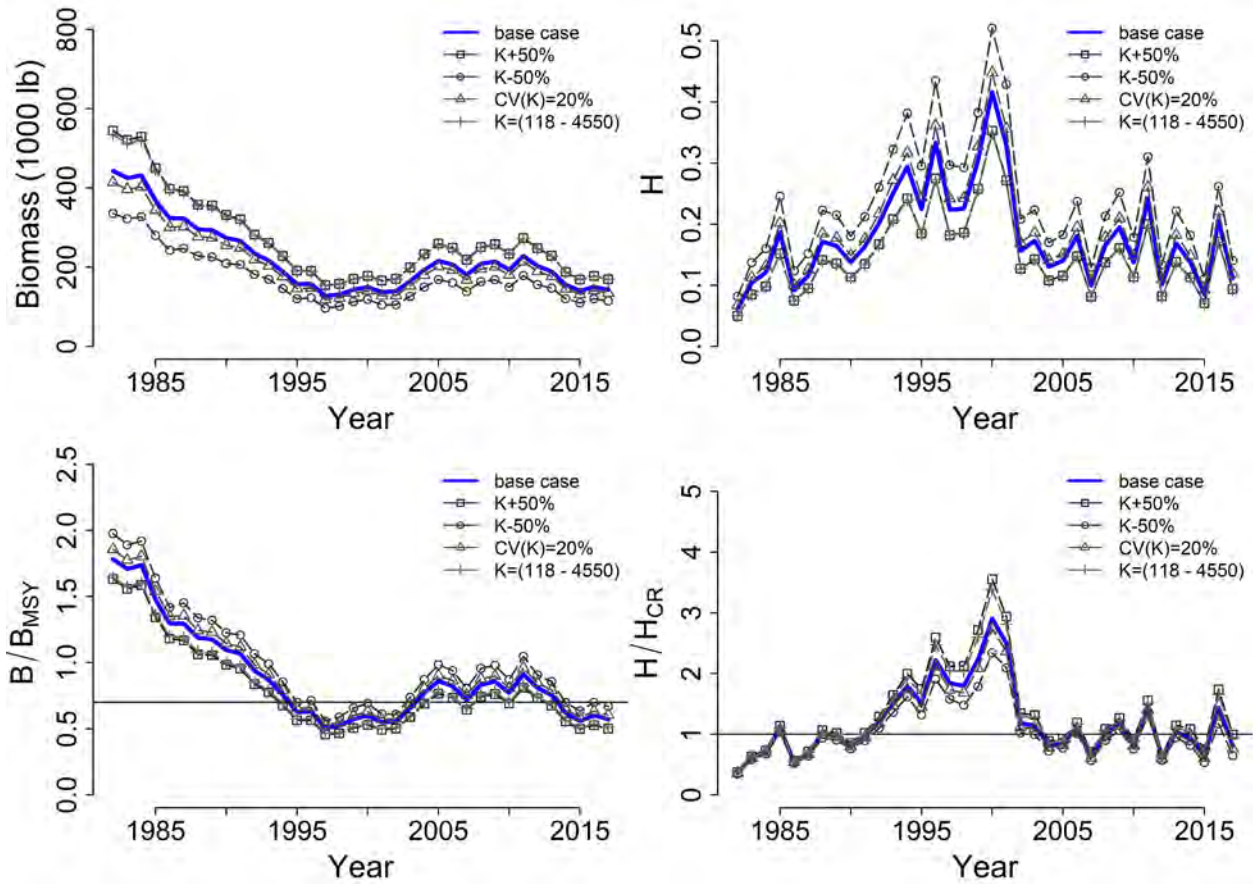 800
600
400
200
0
Biomass (1000 lb)
base case
K+50%
K-50%
CV(K)=20%
K=(118 - 4550)
1985 1995 2005 2015
Year
0.5
0.4
0.3
0.2
0.1
0.0
H
base case
K+50%
K-50%
CV(K)=20%
K=(118 - 4550)
1985 1995 2005 2015
Year
2.5
2.0
1.5
1.0
0.5
0.0
B/BMSY
base case
K+50%
K-50%
CV(K)=20%
K=(118 - 4550)
1985 1995 2005 2015
Year
5
4
3
2
1
0
H/HCR
base case
K+50%
K-50%
CV(K)=20%
K=(118 - 4550)
1985 1995 2005 2015
Year